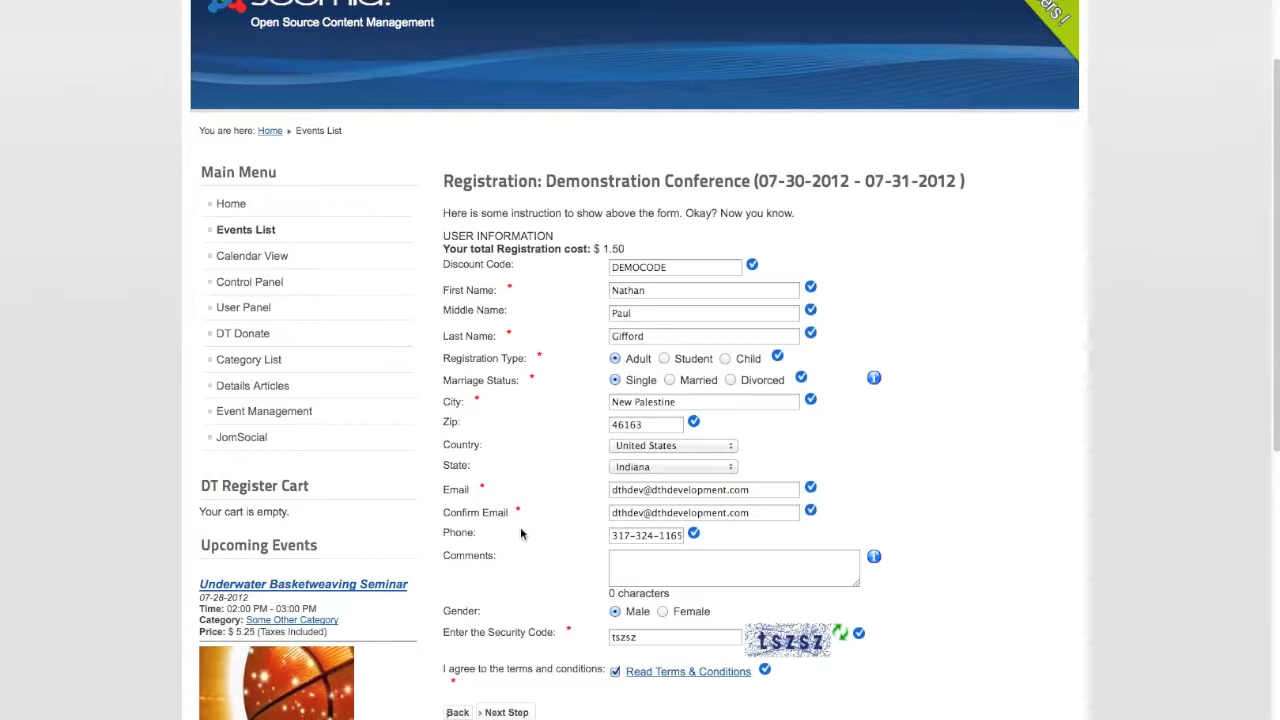 Joomla!
Open Source Content Management
ers !
You are here: Home Events List
Main Menu
Home
Events List
Calendar View
Control Panel
User Panel
DT Donate
Category List
Details Articles
Event Management
JomSocial
DT Register Cart
Your cart is empty.
Upcoming Events
Underwater Basketweaving Seminar
07-28-2012
Time: 02:00 PM - 03:00 PM
Category: Some Other Category
Price: $ 5.25 (Taxes Included)
Registration: Demonstration Conference (07-30-2012 - 07-31-2012 )
Here is some instruction to show above the form. Okay? Now you know.
USER INFORMATION
Your total Registration cost: $ 1.50
Discount Code: DEMOCODE
First Name: * Nathan
Middle Name: Paul
Last Name: * Gifford
Registration Type: * Adult Student Child
Marriage Status: * Single Married Divorced
City: * New Palestine
Zip: 46163
Country: United States
State: Indiana
Email * dthdev@dthdevelopment.com
Confirm Email * dthdev@dthdevelopment.com
Phone: 317-324-1165
Comments:
0 characters
Gender: Male Female
Enter the Security Code: * tszsz tszsz
I agree to the terms and conditions: * Read Terms & Conditions
Back › Next Step